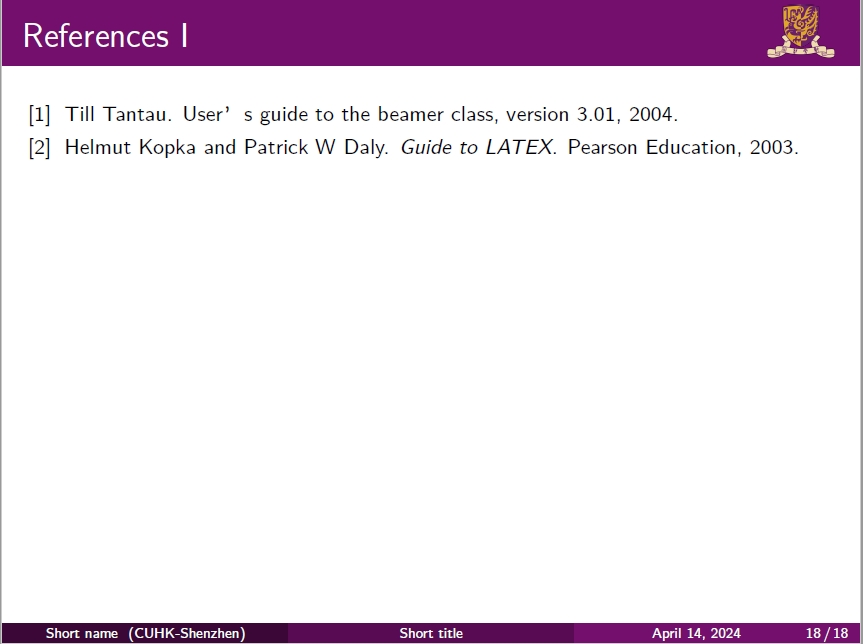 References I
[1] Till Tantau. User’ s guide to the beamer class, version 3.01, 2004.
[2] Helmut Kopka and Patrick W Daly. Guide to LATEX. Pearson Education, 2003.
Short name (CUHK-Shenzhen) Short title April 14, 2024 18 / 18